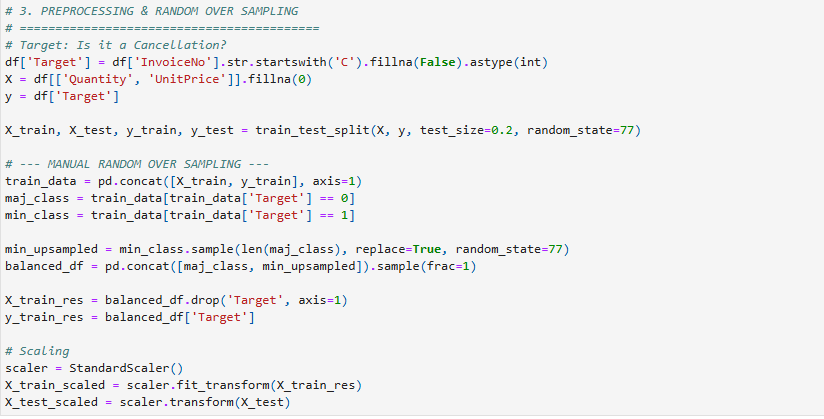 # 3. PREPROCESSING & RANDOM OVER SAMPLING
# ==========================================
# Target: Is it a Cancellation?
df['Target'] = df['InvoiceNo'].str.startswith('C').fillna(False).astype(int)
X = df[['Quantity', 'UnitPrice']].fillna(0)
y = df['Target']
X_train, X_test, y_train, y_test = train_test_split(X, y, test_size=0.2, random_state=77)
# --- MANUAL RANDOM OVER SAMPLING ---
train_data = pd.concat([X_train, y_train], axis=1)
maj_class = train_data[train_data['Target'] == 0]
min_class = train_data[train_data['Target'] == 1]
min_upsampled = min_class.sample(len(maj_class), replace=True, random_state=77)
balanced_df = pd.concat([maj_class, min_upsampled]).sample(frac=1)
X_train_res = balanced_df.drop('Target', axis=1)
y_train_res = balanced_df['Target']
# Scaling
scaler = StandardScaler()
X_train_scaled = scaler.fit_transform(X_train_res)
X_test_scaled = scaler.transform(X_test)